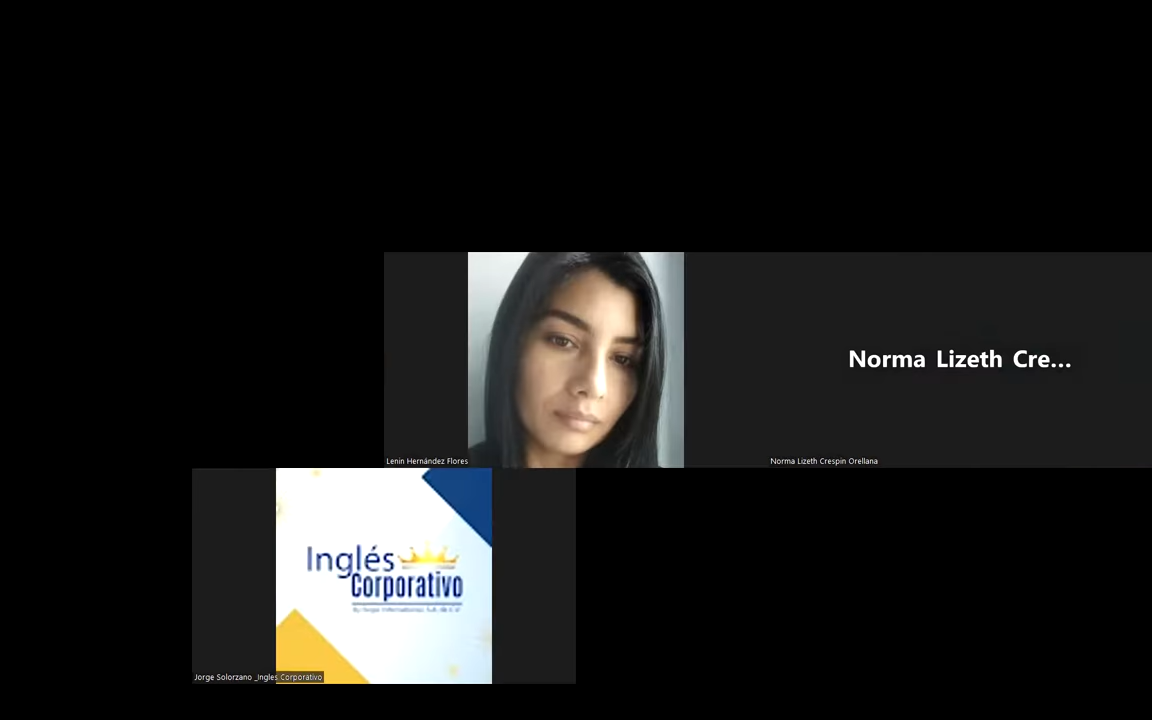 Norma Lizeth Cre...
Lenin Hernández Flores
Norma Lizeth Crespin Orellana
Inglés
Corporativo
Jorge Solorzano _Ingles Corporativo